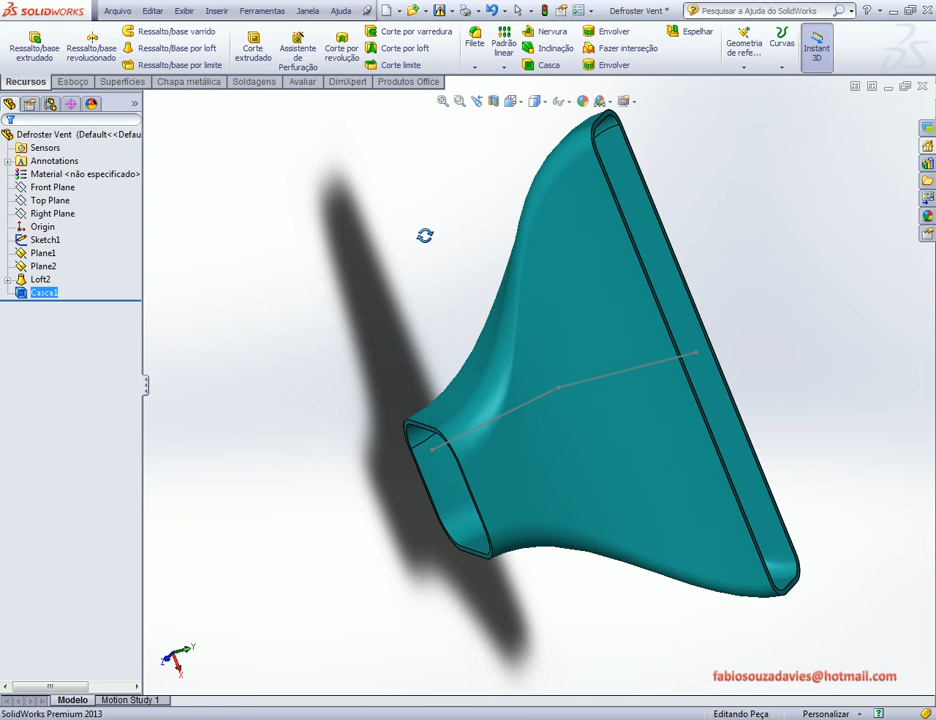 SOLIDWORKS Arquivo Editar Exibir Inserir Ferramentas Janela Ajuda Defroster Vent * Pesquisar a Ajuda do SolidWorks
Ressalto/base extrudado
Ressalto/base revolucionado
Ressalto/base varrido
Ressalto/base por loft
Ressalto/base por limite
Corte extrudado
Assistente de Perfuração
Corte por revolução
Corte por varredura
Corte por loft
Corte limite
Filete
Padrão linear
Nervura
Inclinação
Casca
Envolver
Fazer interseção
Envolver
Espelhar
Geometria de refe...
Curvas
Instant 3D
Recursos Esboço Superfícies Chapa metálica Soldagens Avaliar DimXpert Produtos Office
Defroster Vent (Default<<Defau
Sensors
Annotations
Material <não especificado>
Front Plane
Top Plane
Right Plane
Origin
Sketch1
Plane1
Plane2
Loft2
Casca1
Y
Z
X
fabiosouzadavies@hotmail.com
Modelo Motion Study 1
SolidWorks Premium 2013 Editando Peça Personalizar